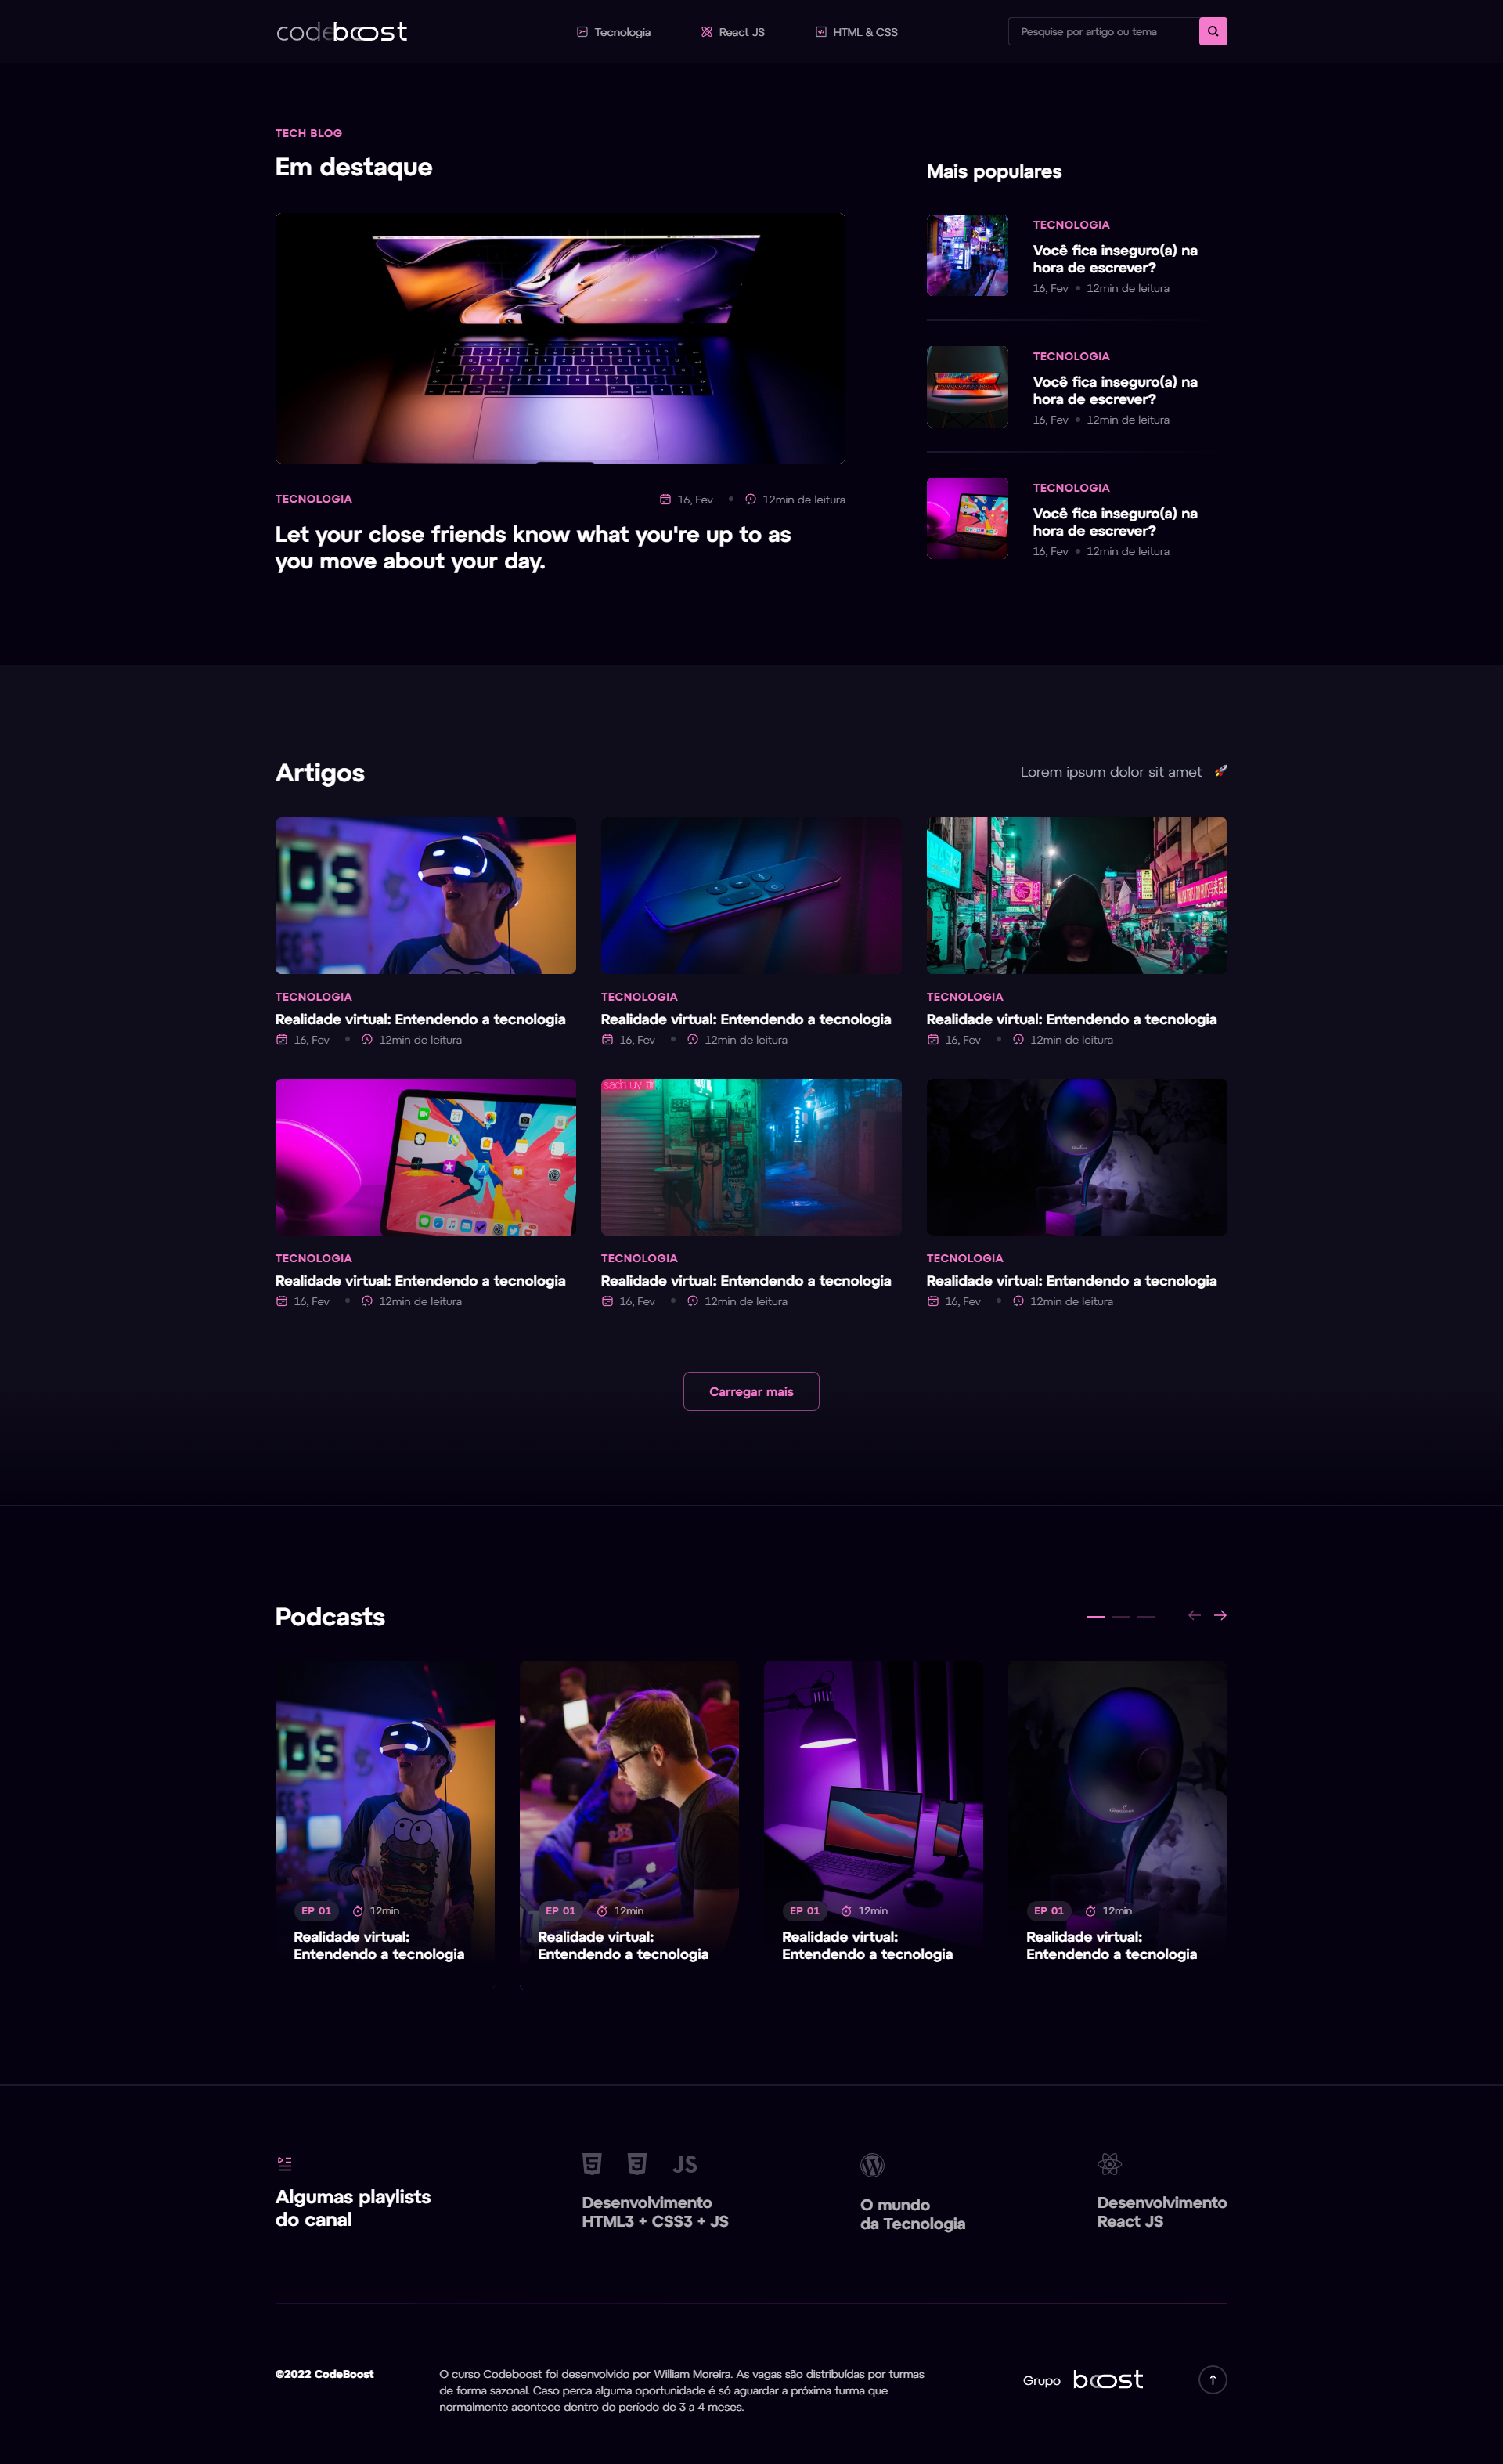 codeboost
Tecnologia
React JS
HTML & CSS
Pesquise por artigo ou tema
TECH BLOG
Em destaque
TECNOLOGIA
16, Fev
12min de leitura
Let your close friends know what you're up to as
you move about your day.
Mais populares
TECNOLOGIA
Você fica inseguro(a) na
hora de escrever?
16, Fev
12min de leitura
TECNOLOGIA
Você fica inseguro(a) na
hora de escrever?
16, Fev
12min de leitura
TECNOLOGIA
Você fica inseguro(a) na
hora de escrever?
16, Fev
12min de leitura
Artigos
Lorem ipsum dolor sit amet
TECNOLOGIA
Realidade virtual: Entendendo a tecnologia
16, Fev
12min de leitura
TECNOLOGIA
Realidade virtual: Entendendo a tecnologia
16, Fev
12min de leitura
TECNOLOGIA
Realidade virtual: Entendendo a tecnologia
16, Fev
12min de leitura
sach uy tin
TECNOLOGIA
Realidade virtual: Entendendo a tecnologia
16, Fev
12min de leitura
TECNOLOGIA
Realidade virtual: Entendendo a tecnologia
16, Fev
12min de leitura
TECNOLOGIA
Realidade virtual: Entendendo a tecnologia
16, Fev
12min de leitura
Carregar mais
Podcasts
EP 01
12min
Realidade virtual:
Entendendo a tecnologia
EP 01
12min
Realidade virtual:
Entendendo a tecnologia
EP 01
12min
Realidade virtual:
Entendendo a tecnologia
EP 01
12min
Realidade virtual:
Entendendo a tecnologia
Algumas playlists
do canal
5
3
JS
Desenvolvimento
HTML3 + CSS3 + JS
O mundo
da Tecnologia
Desenvolvimento
React JS
©2022 CodeBoost
O curso Codeboost foi desenvolvido por William Moreira. As vagas são distribuídas por turmas
de forma sazonal. Caso perca alguma oportunidade é só aguardar a próxima turma que
normalmente acontece dentro do período de 3 a 4 meses.
Grupo boost